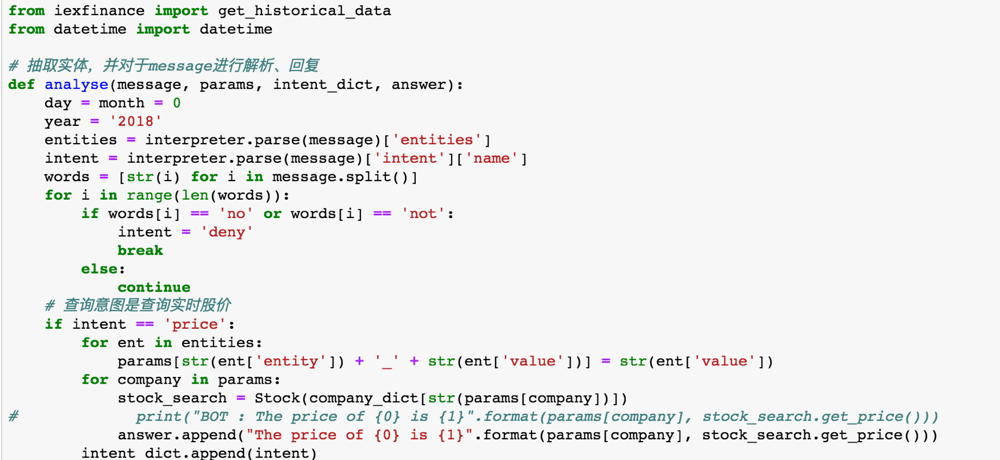 from iexfinance import get_historical_data
from datetime import datetime

# 抽取实体，并对于message进行解析、回复
def analyse(message, params, intent_dict, answer):
    day = month = 0
    year = '2018'
    entities = interpreter.parse(message)['entities']
    intent = interpreter.parse(message)['intent']['name']
    words = [str(i) for i in message.split()]
    for i in range(len(words)):
        if words[i] == 'no' or words[i] == 'not':
            intent = 'deny'
            break
        else:
            continue
    # 查询意图是查询实时股价
    if intent == 'price':
        for ent in entities:
            params[str(ent['entity']) + '_' + str(ent['value'])] = str(ent['value'])
        for company in params:
            stock_search = Stock(company_dict[str(params[company])])
#             print("BOT : The price of {0} is {1}".format(params[company], stock_search.get_price()))
            answer.append("The price of {0} is {1}".format(params[company], stock_search.get_price()))
        intent_dict.append(intent)